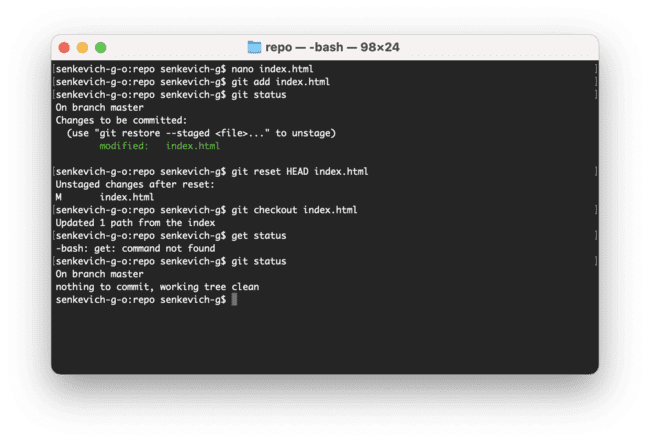 repo — -bash — 98×24
[senkevich-g-o:repo senkevich-g$ nano index.html ]
[senkevich-g-o:repo senkevich-g$ git add index.html ]
[senkevich-g-o:repo senkevich-g$ git status ]
On branch master
Changes to be committed:
  (use "git restore --staged <file>..." to unstage)
        modified:   index.html

[senkevich-g-o:repo senkevich-g$ git reset HEAD index.html ]
Unstaged changes after reset:
M       index.html
[senkevich-g-o:repo senkevich-g$ git checkout index.html ]
Updated 1 path from the index
[senkevich-g-o:repo senkevich-g$ get status ]
-bash: get: command not found
[senkevich-g-o:repo senkevich-g$ git status ]
On branch master
nothing to commit, working tree clean
senkevich-g-o:repo senkevich-g$